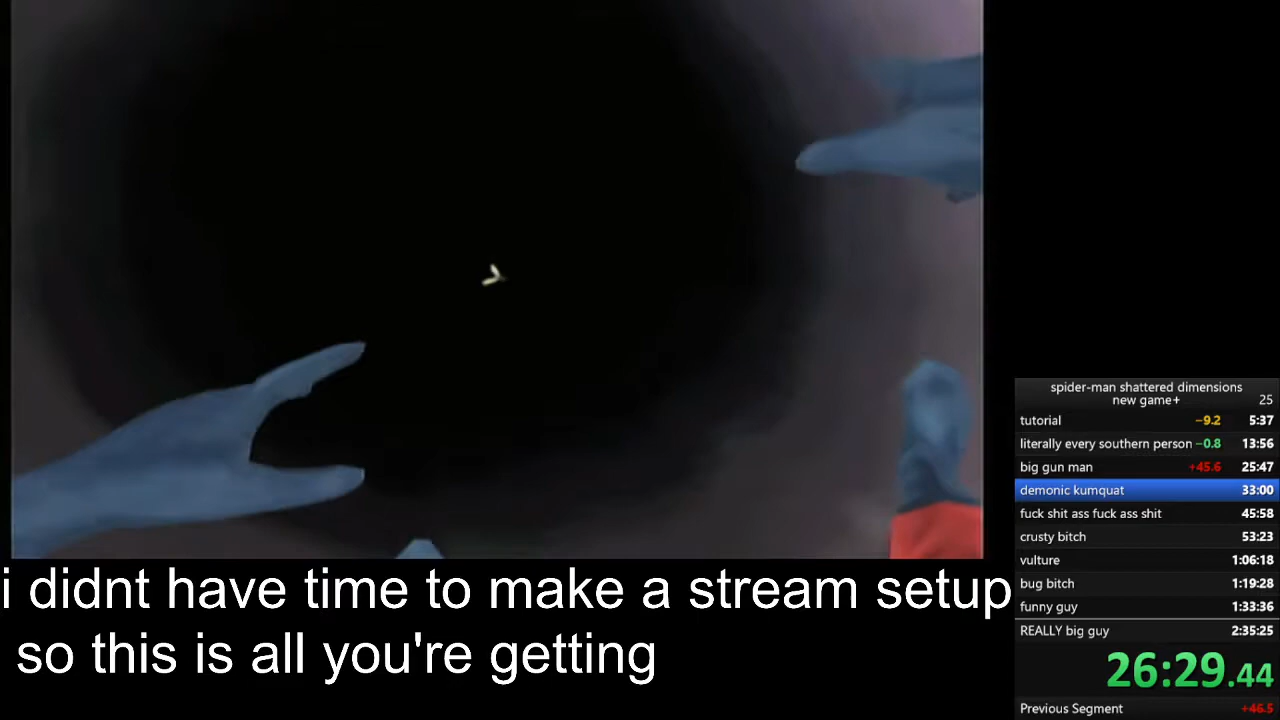 i didnt have time to make a stream setup
so this is all you're getting
spider-man shattered dimensions
new game+ 25
tutorial −9.2 5:37
literally every southern person −0.8 13:56
big gun man +45.6 25:47
demonic kumquat 33:00
fuck shit ass fuck ass shit 45:58
crusty bitch 53:23
vulture 1:06:18
bug bitch 1:19:28
funny guy 1:33:36
REALLY big guy 2:35:25
26:29.44
Previous Segment +46.5